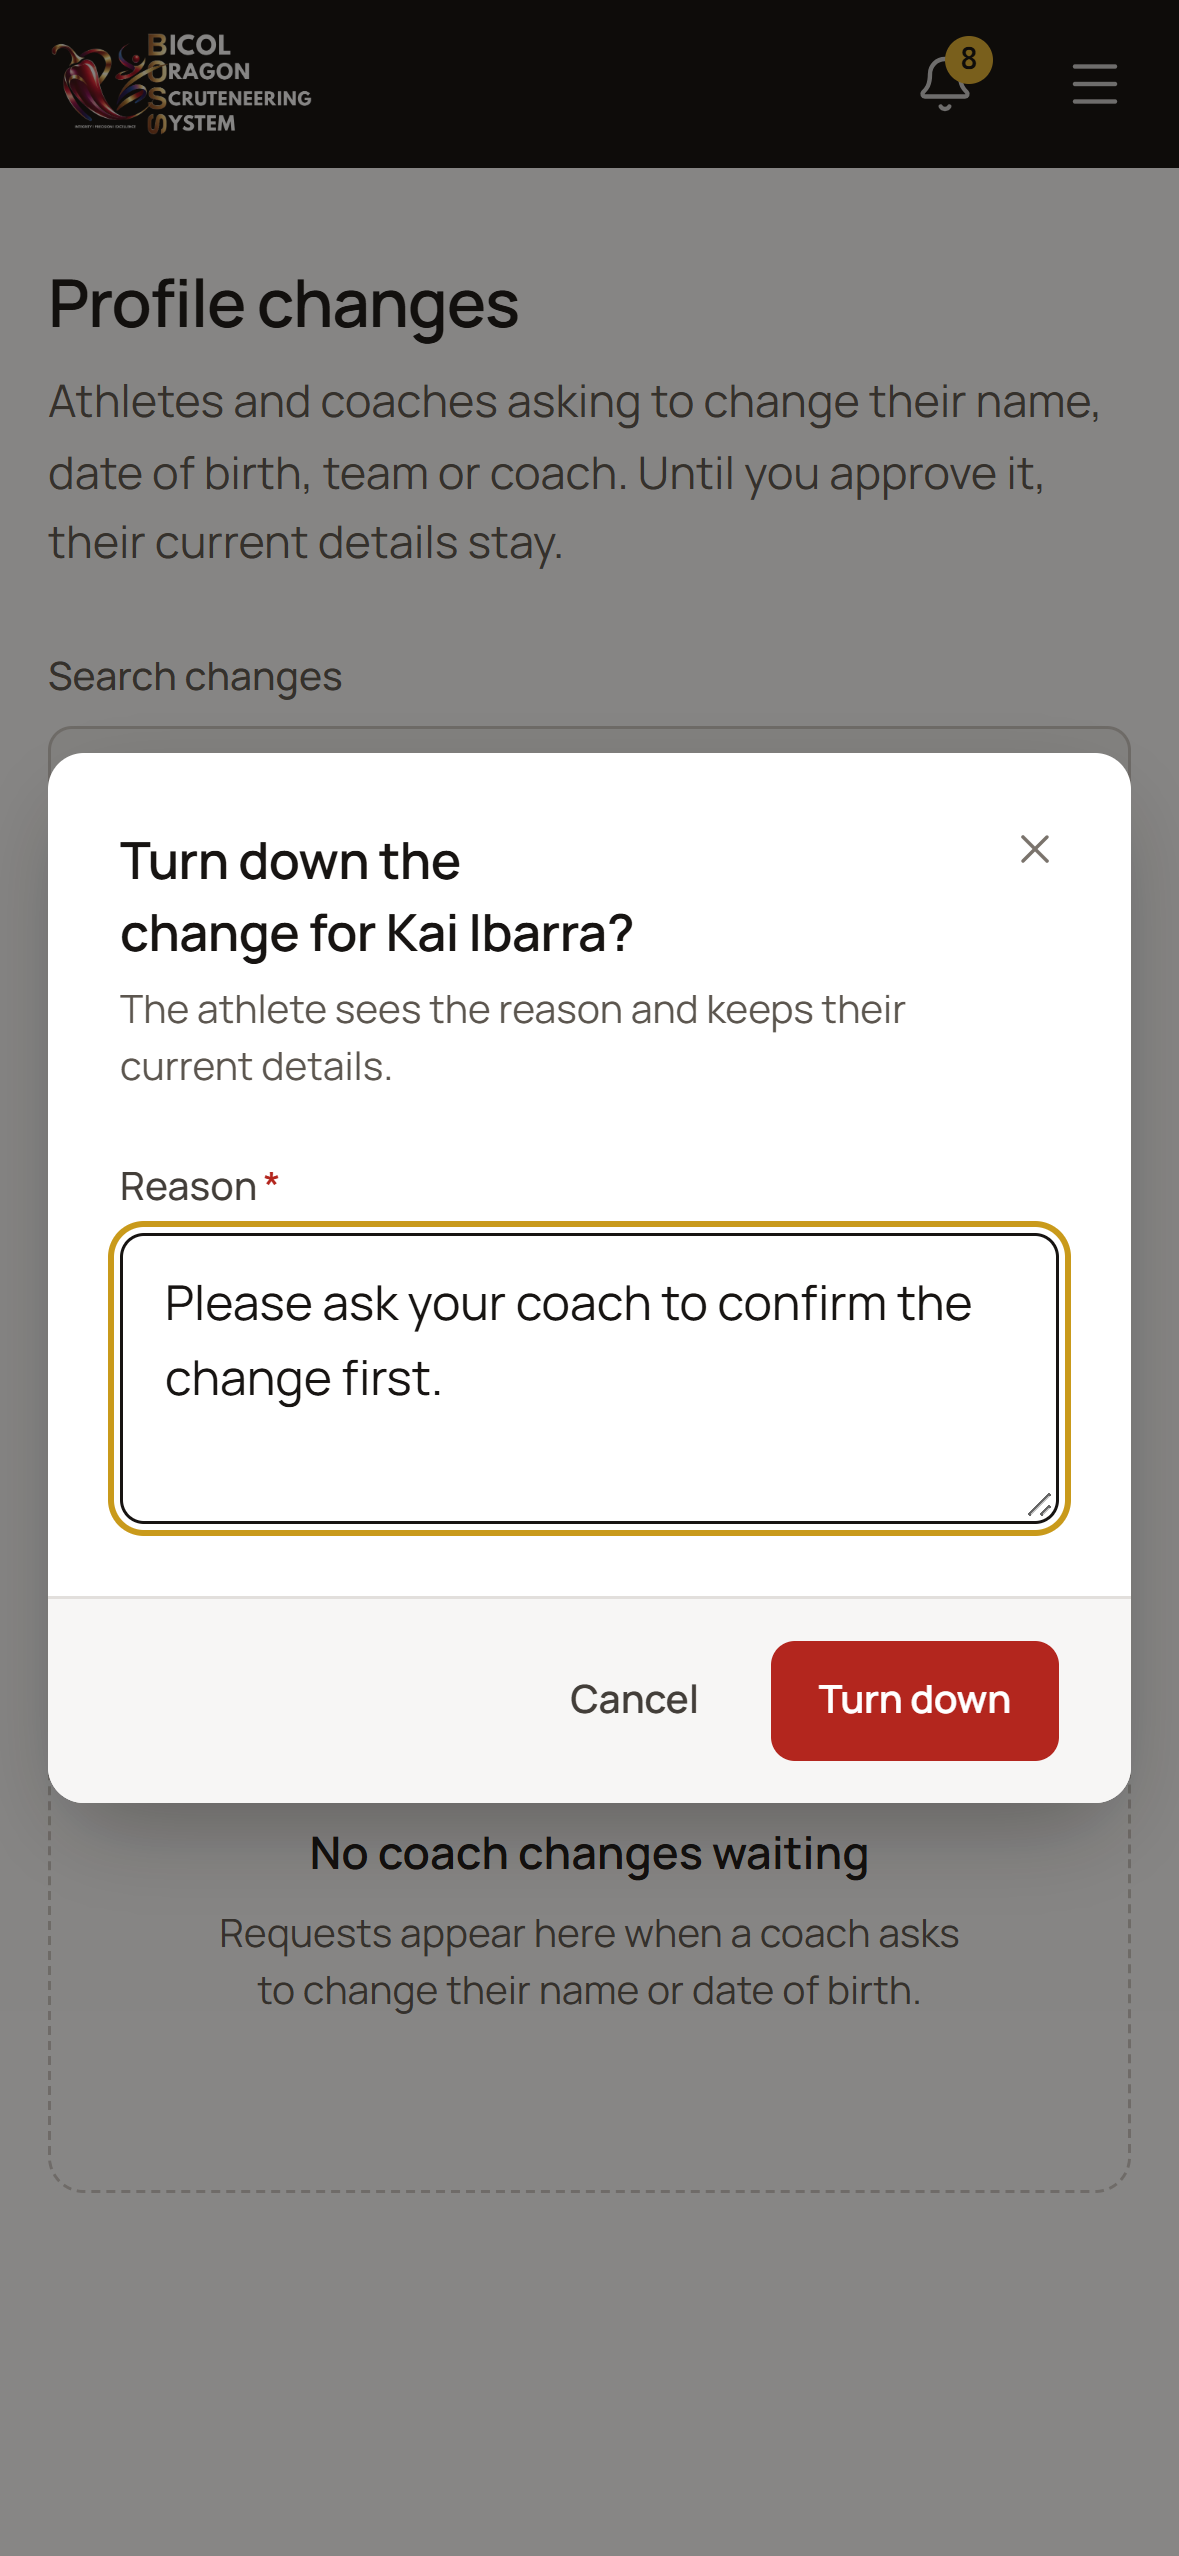 BICOL
ORAGON
SCRUTENEERING
SYSTEM
8
Profile changes
Athletes and coaches asking to change their name,
date of birth, team or coach. Until you approve it,
their current details stay.
Search changes
Turn down the
change for Kai Ibarra?
The athlete sees the reason and keeps their
current details.
Reason *
Please ask your coach to confirm the
change first.
Cancel
Turn down
No coach changes waiting
Requests appear here when a coach asks
to change their name or date of birth.